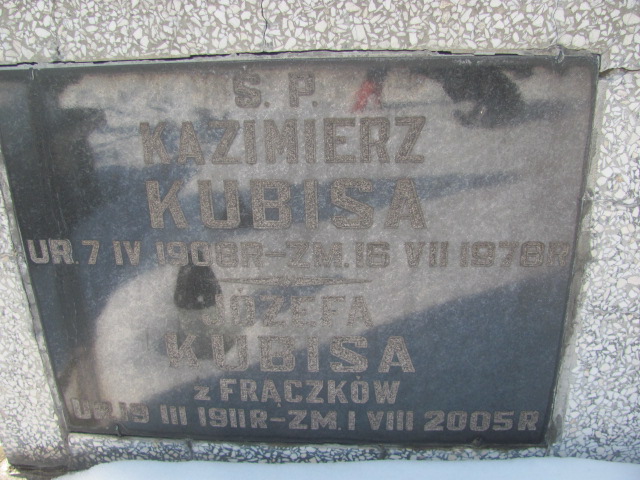 Ś. P.
KAZIMIERZ
KUBISA
UR. 7 IV 1908R-ZM. 16 VII 1978R
JÓZEFA
KUBISA
z FRĄCZKÓW
UR. 19 III 1911R-ZM. I VIII 2005R